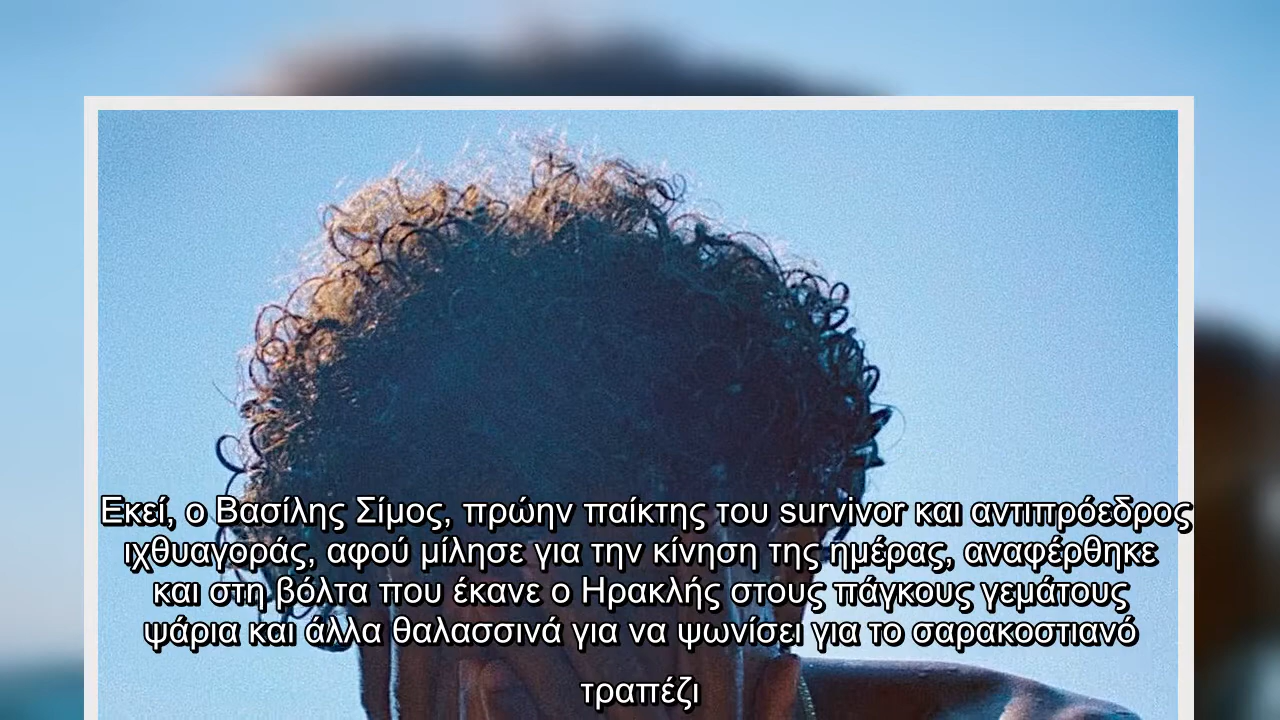 Εκεί, ο Βασίλης Σίμος, πρώην παίκτης του survivor και αντιπρόεδρος
ιχθυαγοράς, αφού μίλησε για την κίνηση της ημέρας, αναφέρθηκε
και στη βόλτα που έκανε ο Ηρακλής στους πάγκους γεμάτους
ψάρια και άλλα θαλασσινά για να ψωνίσει για το σαρακοστιανό
τραπέζι